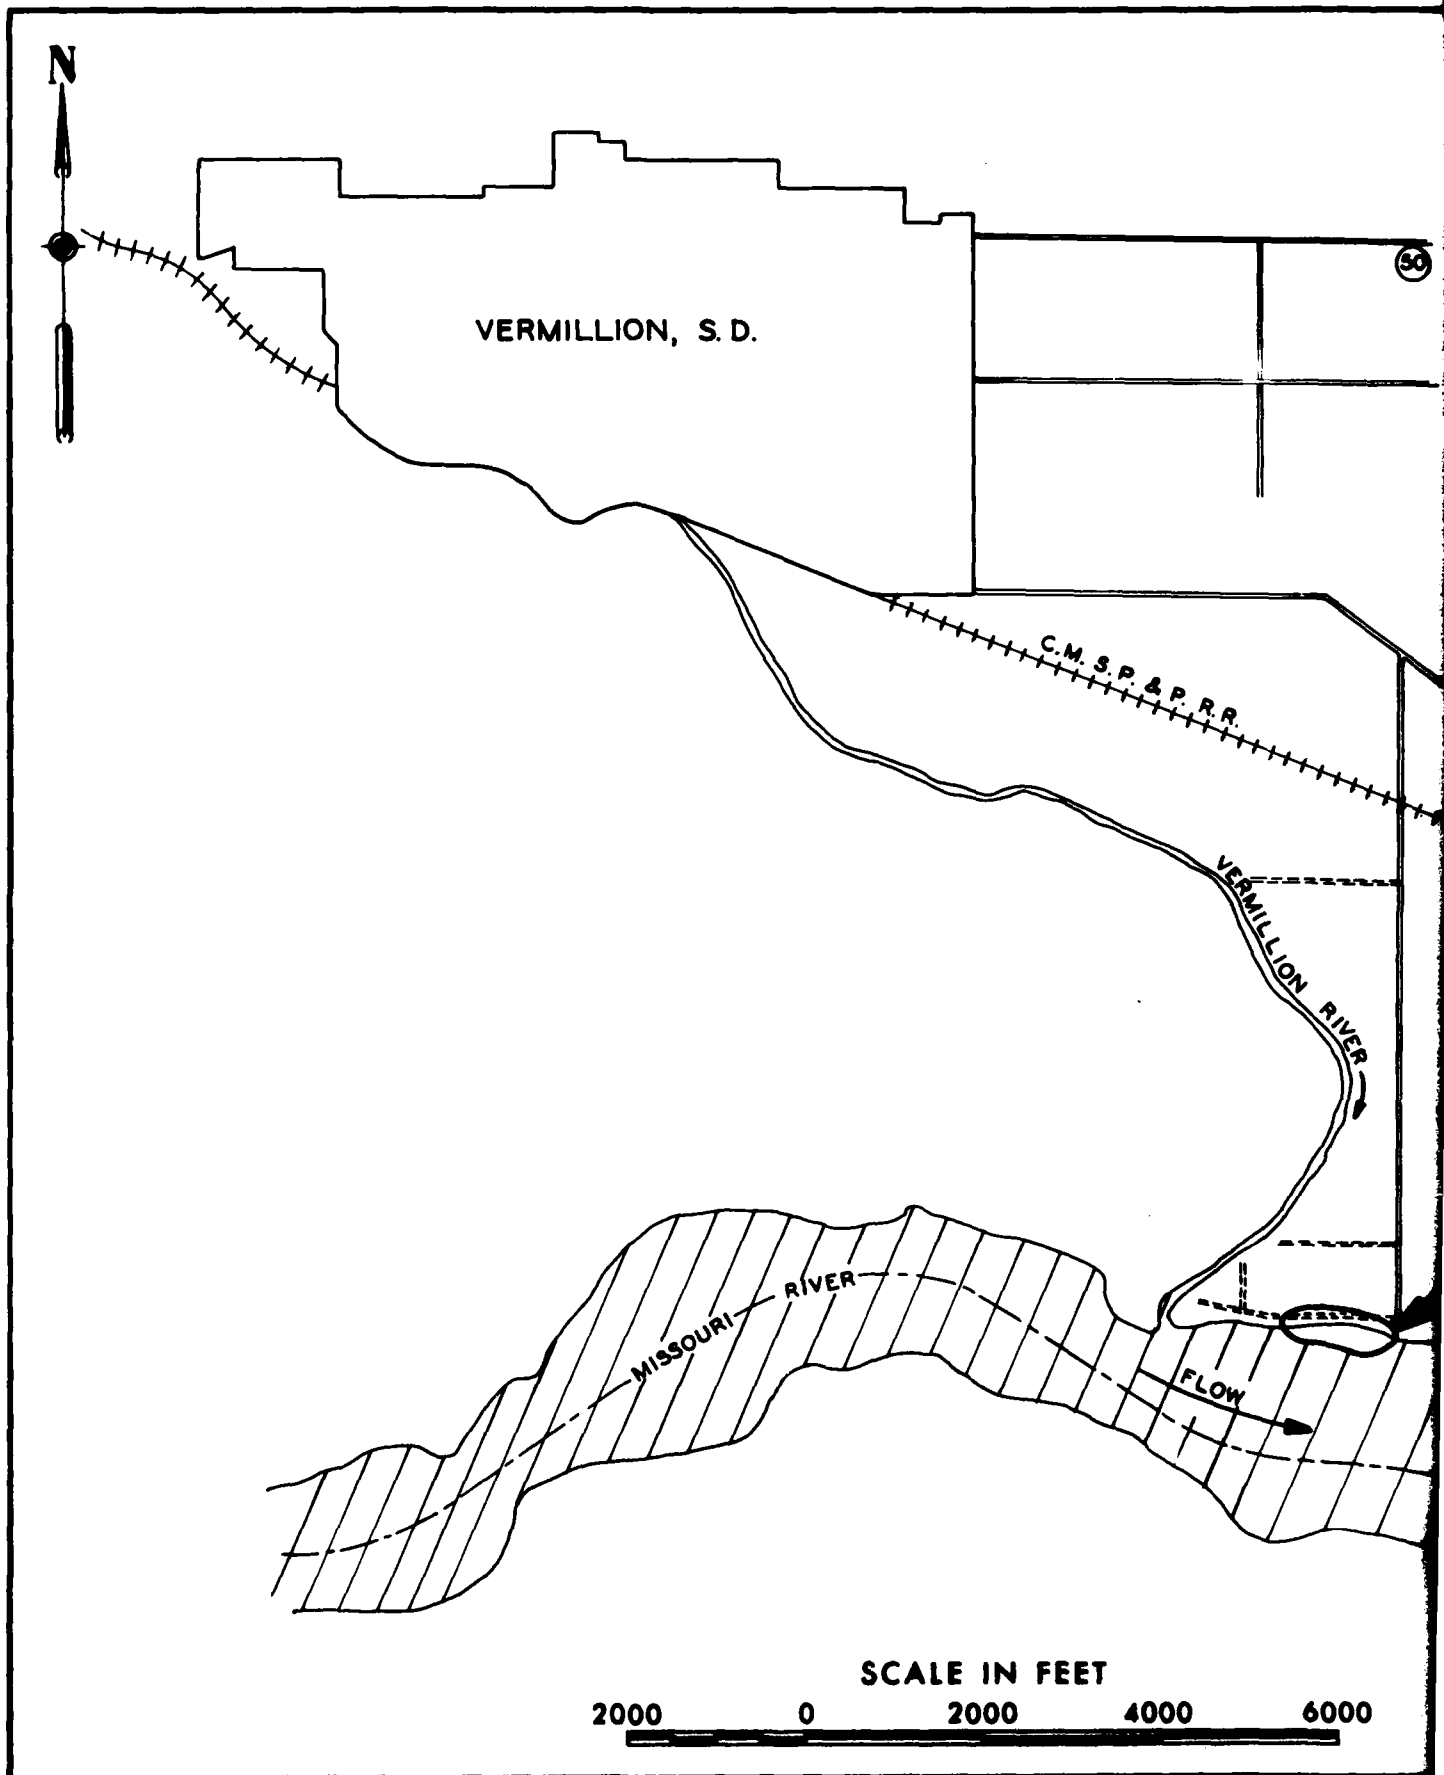 N
50
VERMILLION, S. D.
C. M. S. P. & P. R. R.
VERMILLION RIVER
MISSOURI RIVER
FLOW
SCALE IN FEET
2000 0 2000 4000 6000